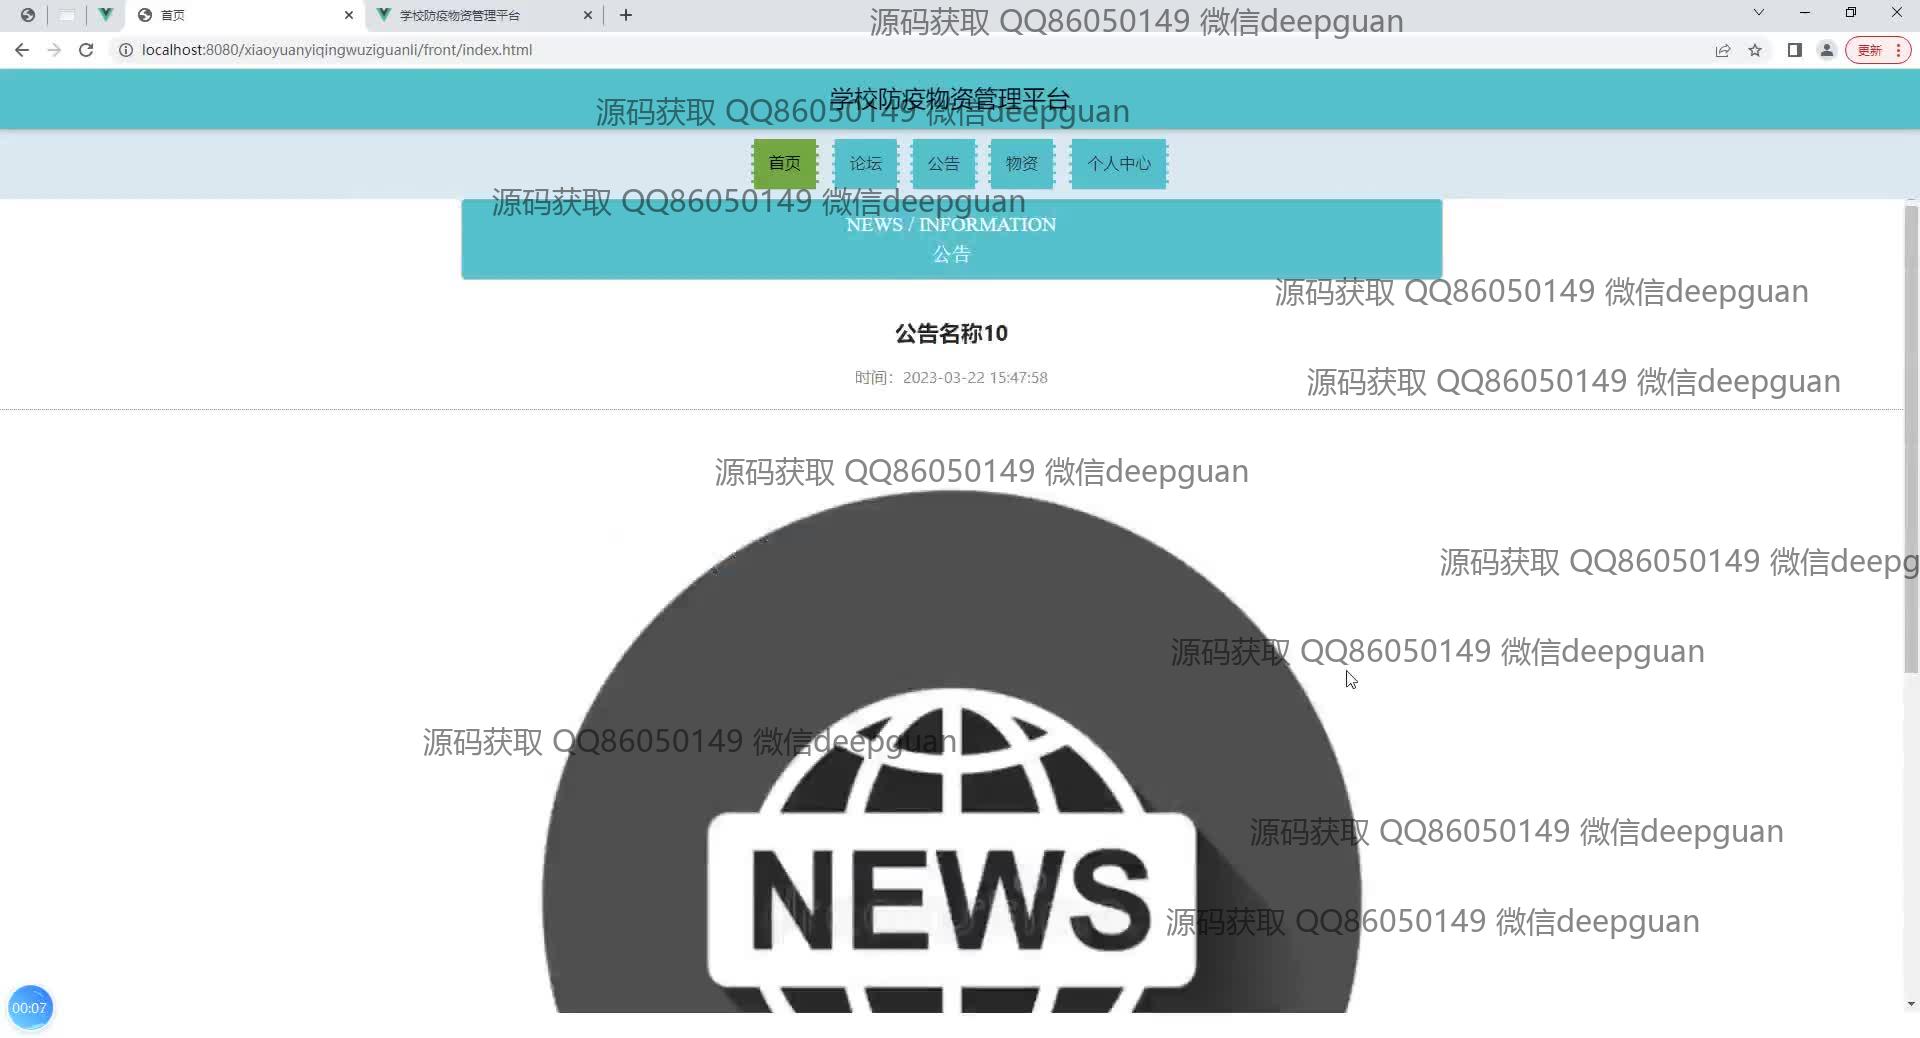 首页
学校防疫物资管理平台
源码获取 QQ86050149 微信deepguan
localhost:8080/xiaoyuanyiqingwuziguanli/front/index.html
更新
学校防疫物资管理平台
源码获取 QQ86050149 微信deepguan
首页
论坛
公告
物资
个人中心
源码获取 QQ86050149 微信deepguan
NEWS / INFORMATION
公告
源码获取 QQ86050149 微信deepguan
公告名称10
时间：2023-03-22 15:47:58
源码获取 QQ86050149 微信deepguan
源码获取 QQ86050149 微信deepguan
源码获取 QQ86050149 微信deepg
源码获取 QQ86050149 微信deepguan
源码获取 QQ86050149 微信deepguan
源码获取 QQ86050149 微信deepguan
NEWS
源码获取 QQ86050149 微信deepguan
00:07